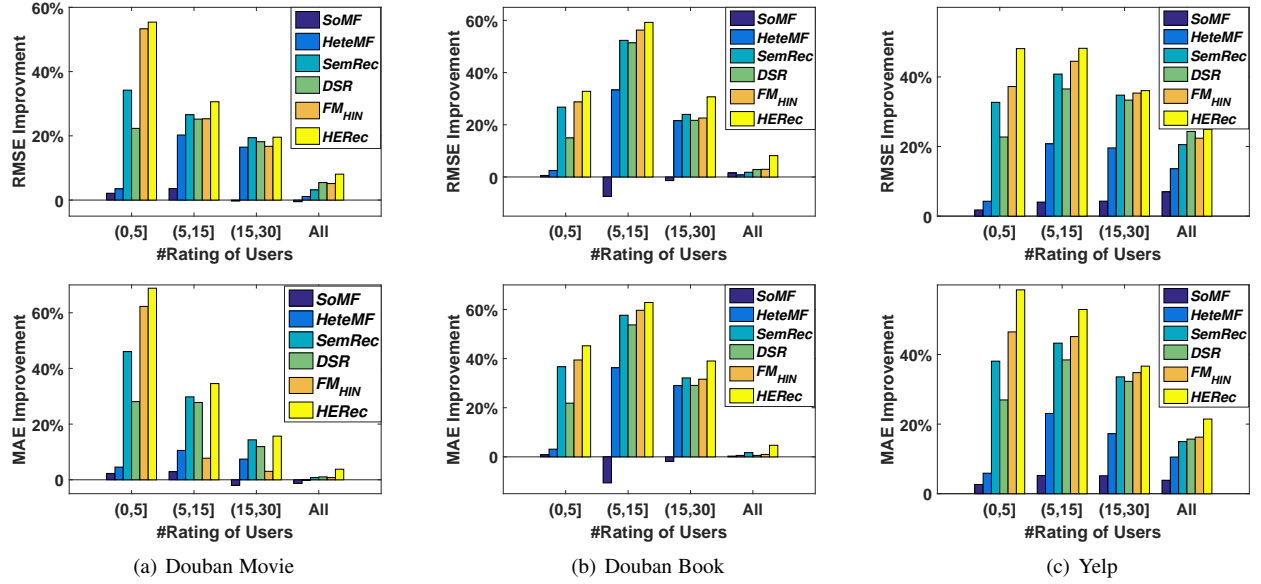 60%
40%
20%
0
RMSE Improvement
SoMF
HeteMF
SemRec
DSR
FM_HIN
HERec
(0,5] (5,15] (15,30] All
#Rating of Users
60%
40%
20%
0
RMSE Improvement
SoMF
HeteMF
SemRec
DSR
FM_HIN
HERec
(0,5] (5,15] (15,30] All
#Rating of Users
40%
20%
0
RMSE Improvement
SoMF
HeteMF
SemRec
DSR
FM_HIN
HERec
(0,5] (5,15] (15,30] All
#Rating of Users
60%
40%
20%
0
MAE Improvement
SoMF
HeteMF
SemRec
DSR
FM_HIN
HERec
(0,5] (5,15] (15,30] All
#Rating of Users
60%
40%
20%
0
MAE Improvement
SoMF
HeteMF
SemRec
DSR
FM_HIN
HERec
(0,5] (5,15] (15,30] All
#Rating of Users
40%
20%
0
MAE Improvement
SoMF
HeteMF
SemRec
DSR
FM_HIN
HERec
(0,5] (5,15] (15,30] All
#Rating of Users
(a) Douban Movie
(b) Douban Book
(c) Yelp